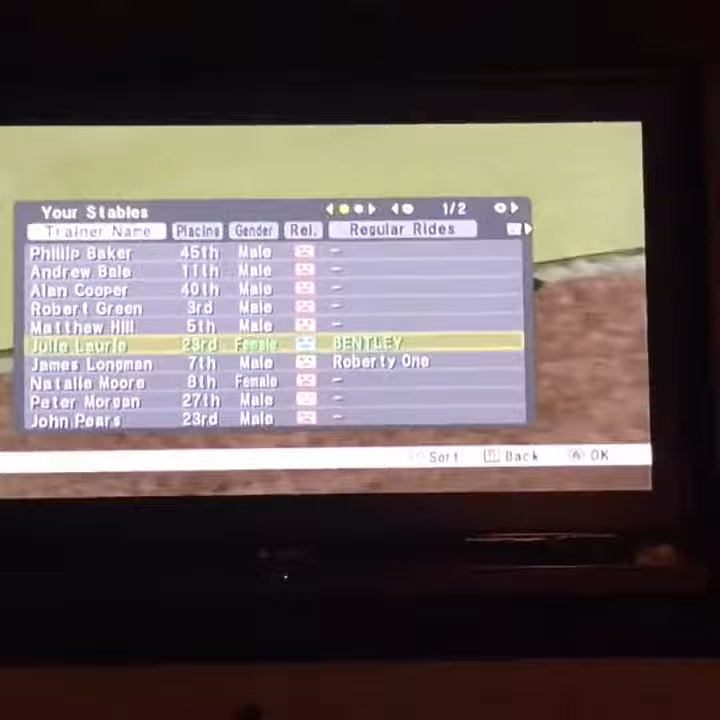 Your Stables 1/2
Trainer Name Placing Gender Rel. Regular Rides
Phillip Baker 45th Male -
Andrew Bale 11th Male -
Alan Cooper 40th Male -
Robert Green 3rd Male -
Matthew Hill 5th Male -
Julie Laurie 29rd Female BENTLEY
James Longman 7th Male Roberty One
Natalie Moore 8th Female -
Peter Morgan 27th Male -
John Pears 23rd Male -
Sort Back A OK